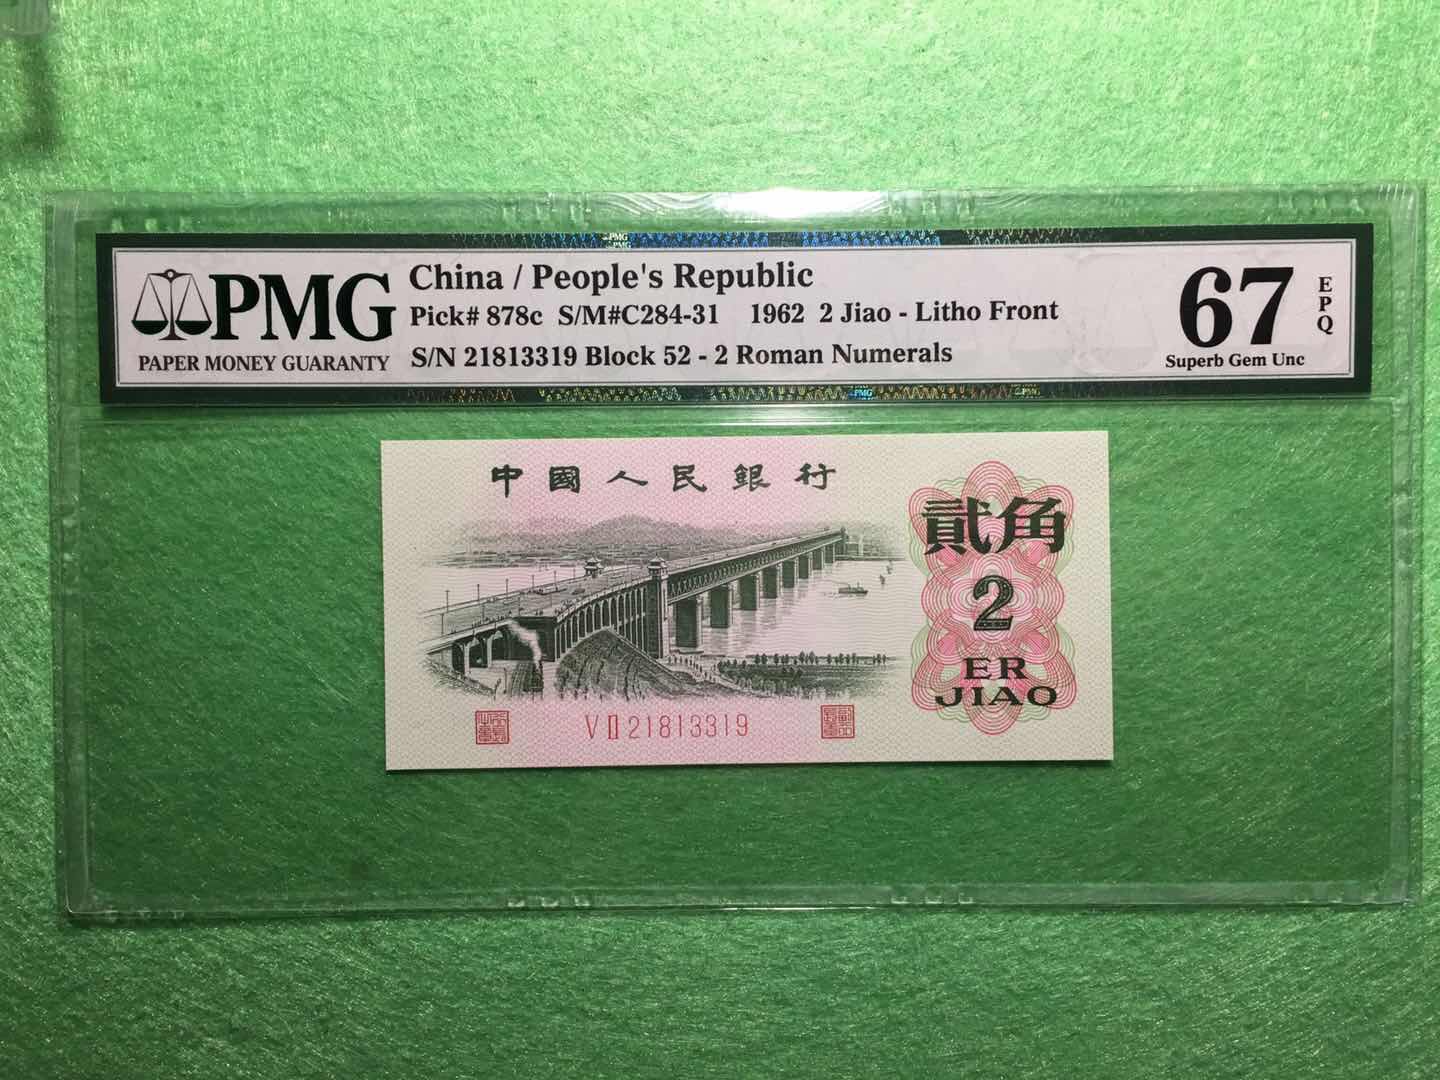 PMG
PAPER MONEY GUARANTY
China / People's Republic
Pick# 878c S/M#C284-31 1962 2 Jiao - Litho Front
S/N 21813319 Block 52 - 2 Roman Numerals
67
EPQ
Superb Gem Unc
中國人民銀行
貳角
2
ER
JIAO
VⅡ21813319